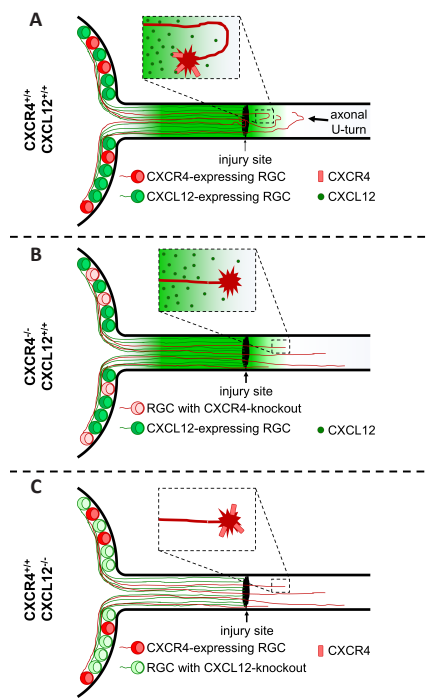 A
CXCR4+/+
CXCL12+/+
axonal
U-turn
injury site
CXCR4-expressing RGC
CXCR4
CXCL12-expressing RGC
CXCL12
B
CXCR4-/-
CXCL12+/+
injury site
RGC with CXCR4-knockout
CXCL12-expressing RGC
CXCL12
C
CXCR4+/+
CXCL12-/-
injury site
CXCR4-expressing RGC
CXCR4
RGC with CXCL12-knockout